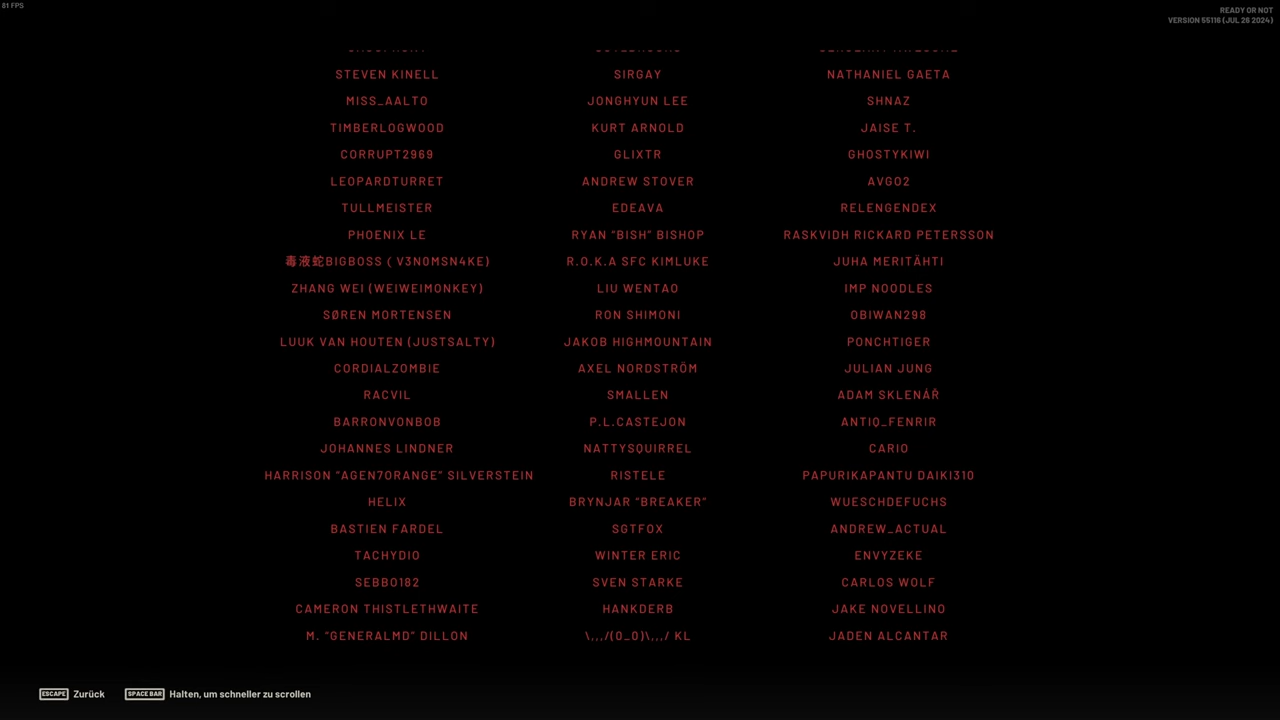 81 FPS
READY OR NOT
VERSION 55116 (JUL 26 2024)
STEVEN KINELL SIRGAY NATHANIEL GAETA
MISS_AALTO JONGHYUN LEE SHNAZ
TIMBERLOGWOOD KURT ARNOLD JAISE T.
CORRUPT2969 GLIXTR GHOSTYKIWI
LEOPARDTURRET ANDREW STOVER AVGO2
TULLMEISTER EDEAVA RELENGENDEX
PHOENIX LE RYAN "BISH" BISHOP RASKVIDH RICKARD PETERSSON
毒液蛇BIGBOSS ( V3N0MSN4KE) R.O.K.A SFC KIMLUKE JUHA MERITÄHTI
ZHANG WEI (WEIWEIMONKEY) LIU WENTAO IMP NOODLES
SØREN MORTENSEN RON SHIMONI OBIWAN298
LUUK VAN HOUTEN (JUSTSALTY) JAKOB HIGHMOUNTAIN PONCHTIGER
CORDIALZOMBIE AXEL NORDSTRÖM JULIAN JUNG
RACVIL SMALLEN ADAM SKLENÁŘ
BARRONVONBOB P.L.CASTEJON ANTIQ_FENRIR
JOHANNES LINDNER NATTYSQUIRREL CARIO
HARRISON "AGEN7ORANGE" SILVERSTEIN RISTELE PAPURIKAPANTU DAIKI310
HELIX BRYNJAR "BREAKER" WUESCHDEFUCHS
BASTIEN FARDEL SGTFOX ANDREW_ACTUAL
TACHYDIO WINTER ERIC ENVYZEKE
SEBBO182 SVEN STARKE CARLOS WOLF
CAMERON THISTLETHWAITE HANKDERB JAKE NOVELLINO
M. "GENERALMD" DILLON \,,,/(0_0)\,,,/ KL JADEN ALCANTAR
ESCAPE Zurück SPACE BAR Halten, um schneller zu scrollen